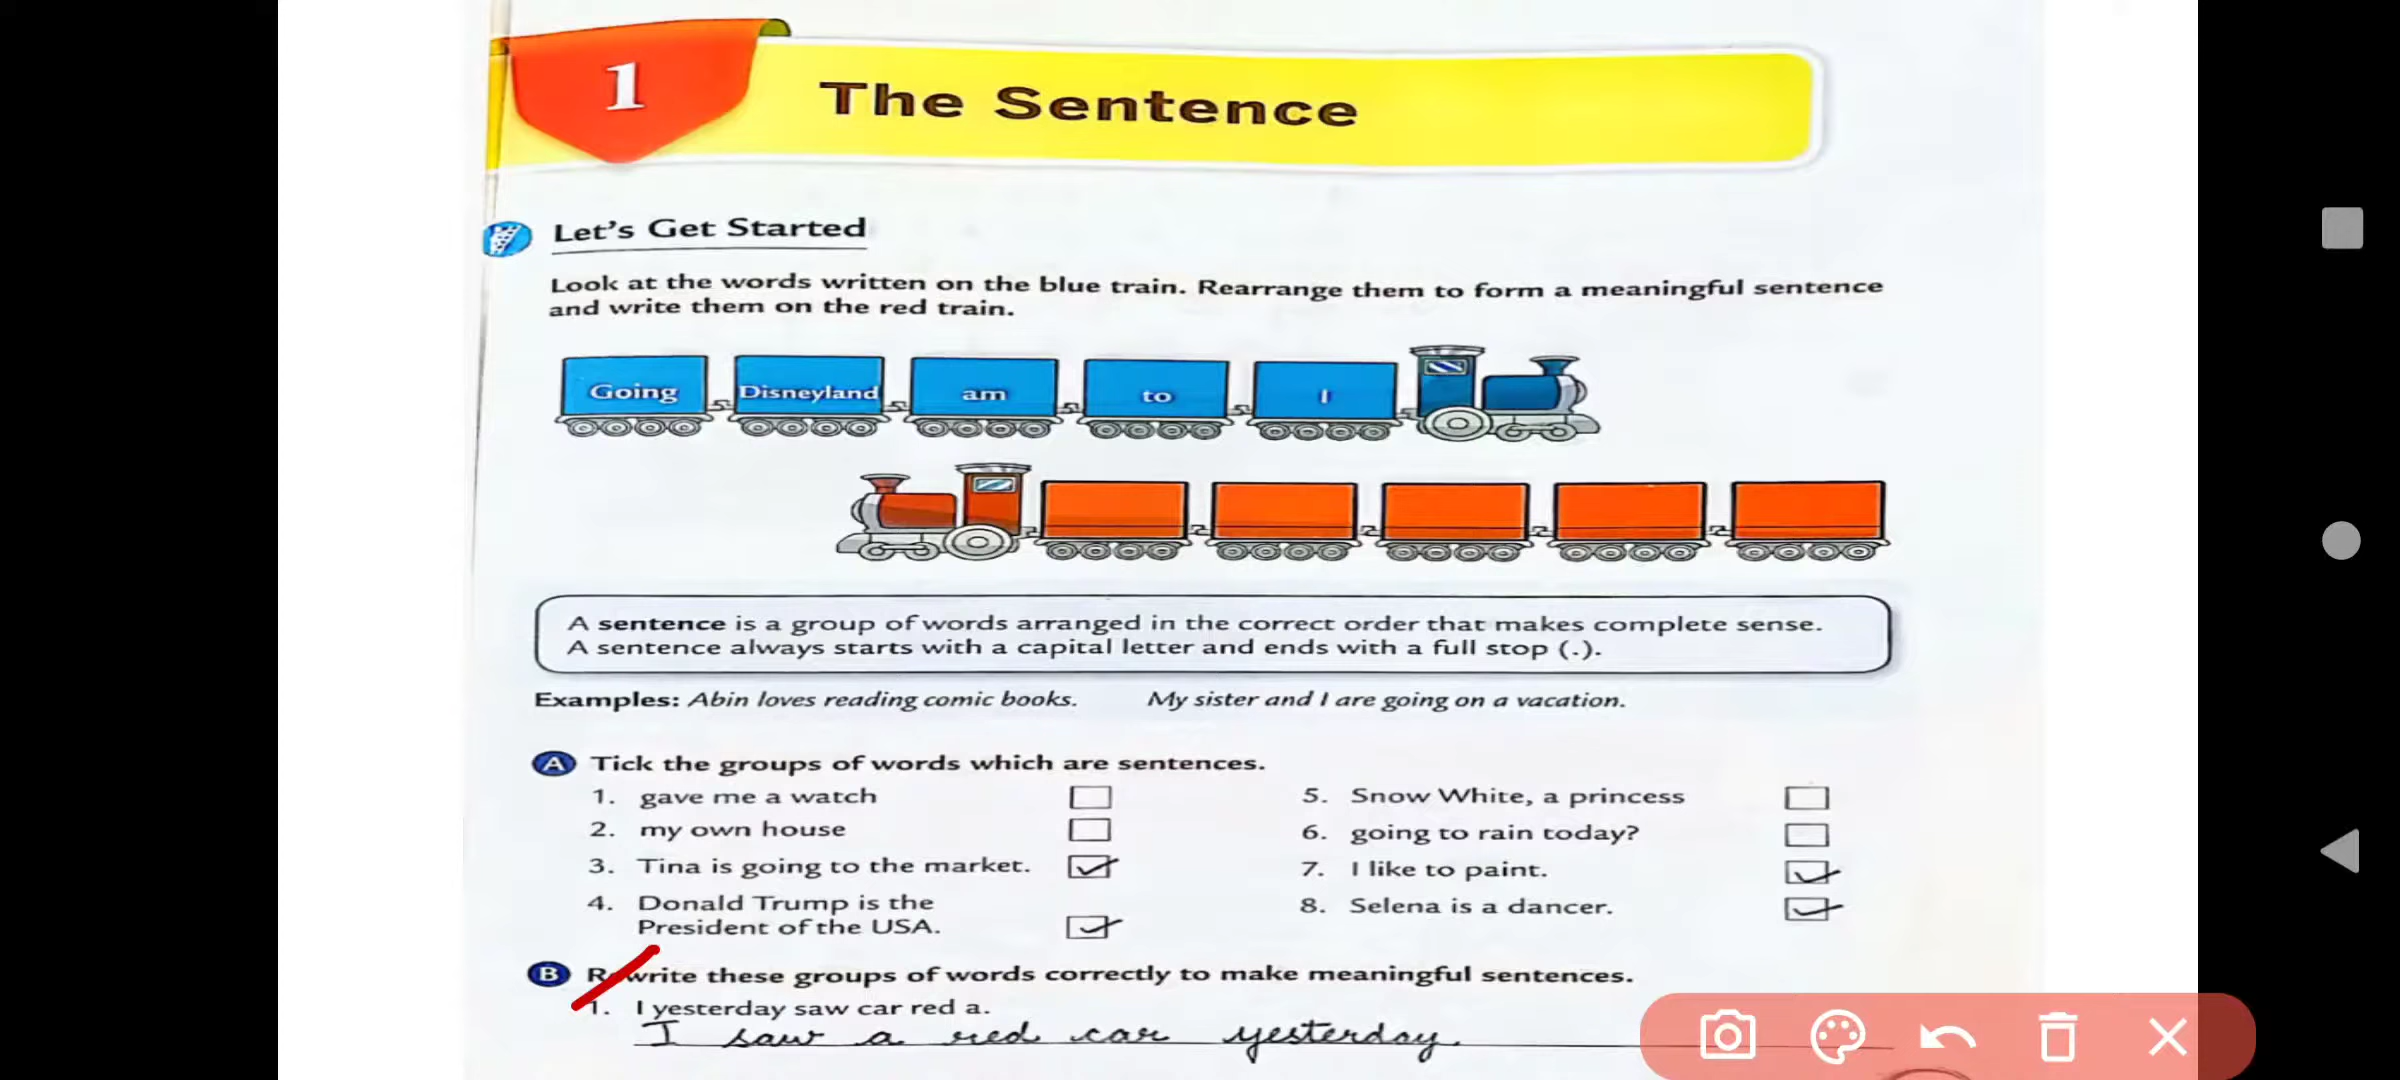 1
The Sentence
Let's Get Started
Look at the words written on the blue train. Rearrange them to form a meaningful sentence
and write them on the red train.
Going Disneyland am to I
A sentence is a group of words arranged in the correct order that makes complete sense.
A sentence always starts with a capital letter and ends with a full stop (.).
Examples: Abin loves reading comic books. My sister and I are going on a vacation.
A Tick the groups of words which are sentences.
1. gave me a watch
2. my own house
3. Tina is going to the market.
4. Donald Trump is the
President of the USA.
5. Snow White, a princess
6. going to rain today?
7. I like to paint.
8. Selena is a dancer.
B Rewrite these groups of words correctly to make meaningful sentences.
1. I yesterday saw car red a.
I saw a red car yesterday.